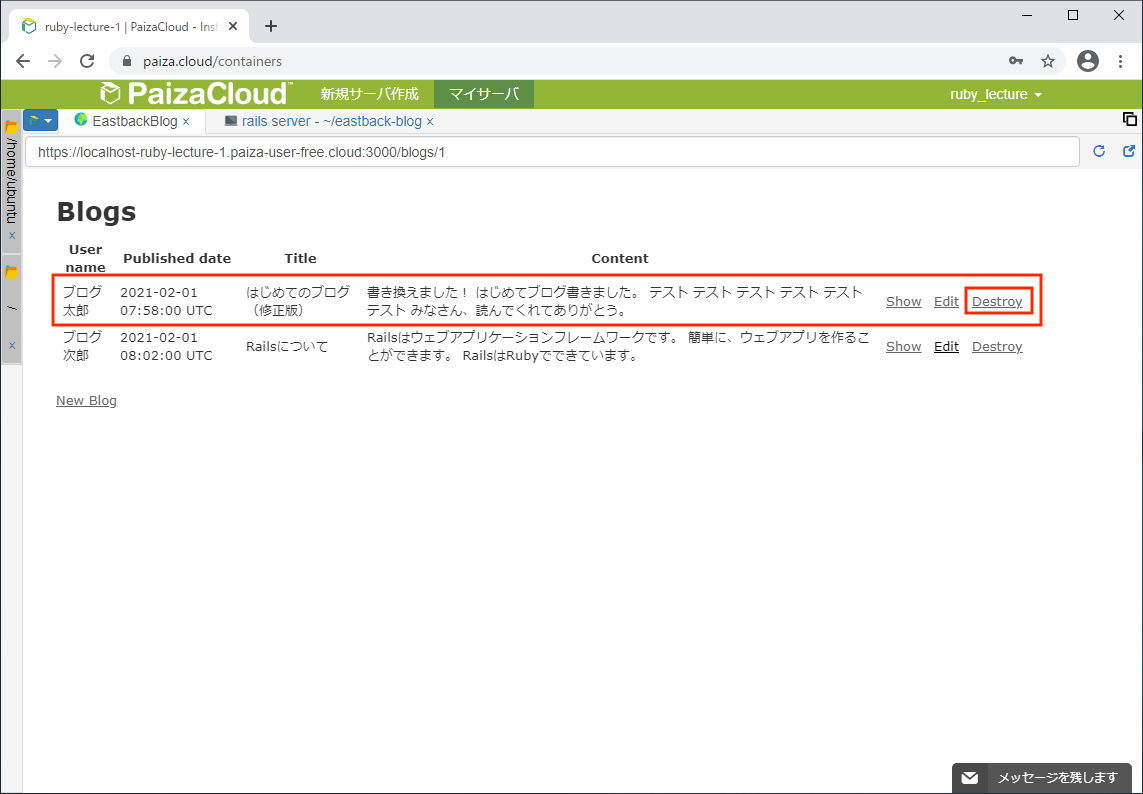 ruby-lecture-1 | PaizaCloud - Inst
paiza.cloud/containers
PaizaCloud™ 新規サーバ作成 マイサーバ ruby_lecture
EastbackBlog × rails server - ~/eastback-blog ×
/home/ubuntu
/
https://localhost-ruby-lecture-1.paiza-user-free.cloud:3000/blogs/1
Blogs
User name Published date Title Content
ブログ 2021-02-01 はじめてのブログ 書き換えました！ はじめてブログ書きました。 テスト テスト テスト テスト テスト Show Edit Destroy
太郎 07:58:00 UTC （修正版） テスト みなさん、読んでくれてありがとう。
ブログ 2021-02-01 Railsについて Railsはウェブアプリケーションフレームワークです。 簡単に、ウェブアプリを作るこ Show Edit Destroy
次郎 08:02:00 UTC とができます。 RailsはRubyでできています。
New Blog
メッセージを残します